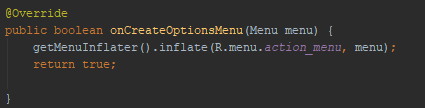 @Override
public boolean onCreateOptionsMenu(Menu menu) {
    getMenuInflater().inflate(R.menu.action_menu, menu);
    return true;
}